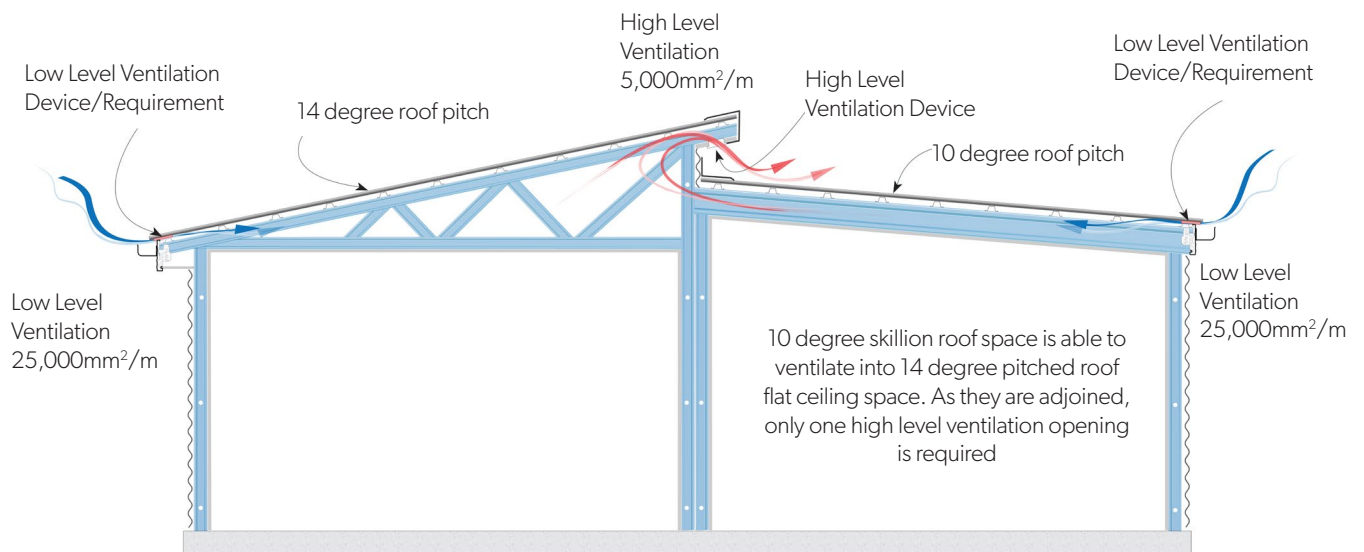 High Level
Ventilation
5,000mm²/m
Low Level Ventilation
Device/Requirement
Low Level Ventilation
Device/Requirement
High Level
Ventilation Device
14 degree roof pitch
10 degree roof pitch
Low Level
Ventilation
25,000mm²/m
Low Level
Ventilation
25,000mm²/m
10 degree skillion roof space is able to
ventilate into 14 degree pitched roof
flat ceiling space. As they are adjoined,
only one high level ventilation opening
is required